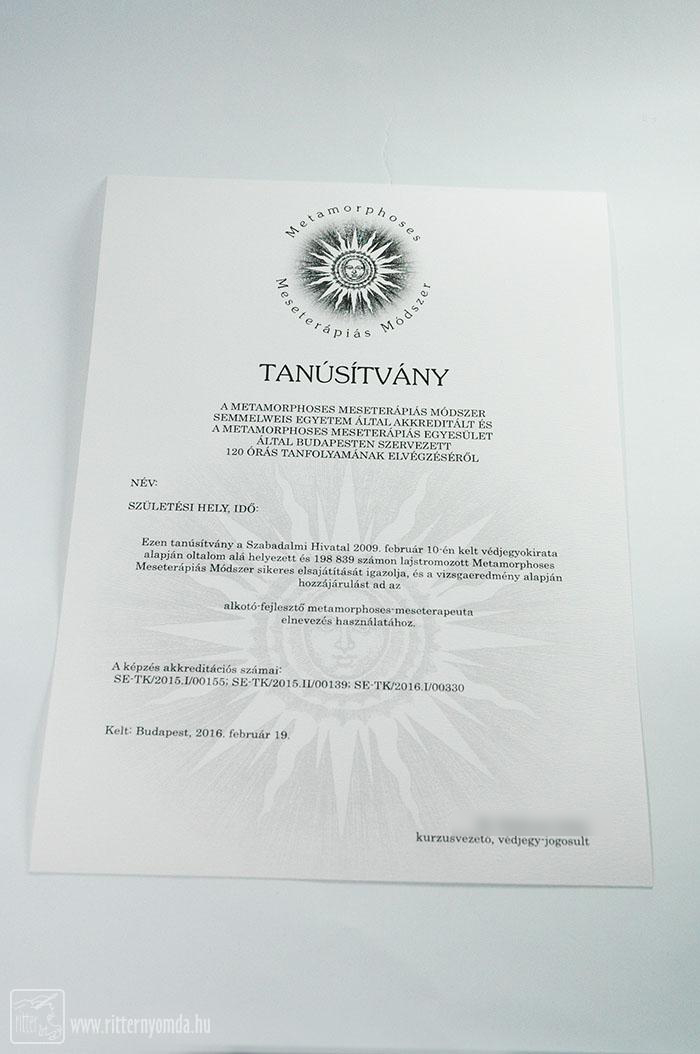 Metamorphoses
Meseterápiás Módszer
TANÚSÍTVÁNY
A METAMORPHOSES MESETERÁPIÁS MÓDSZER
SEMMELWEIS EGYETEM ÁLTAL AKKREDITÁLT ÉS
A METAMORPHOSES MESETERÁPIÁS EGYESÜLET
ÁLTAL BUDAPESTEN SZERVEZETT
120 ÓRÁS TANFOLYAMÁNAK ELVÉGZÉSÉRŐL
NÉV:
SZÜLETÉSI HELY, IDŐ:
Ezen tanúsítvány a Szabadalmi Hivatal 2009. február 10-én kelt védjegyokirata
alapján oltalom alá helyezett és 198 839 számon lajstromozott Metamorphoses
Meseterápiás Módszer sikeres elsajátítását igazolja, és a vizsgaeredmény alapján
hozzájárulást ad az
alkotó-fejlesztő metamorphoses-meseterapeuta
elnevezés használatához.
A képzés akkreditációs számai:
SE-TK/2015.I/00155; SE-TK/2015.II/00139; SE-TK/2016.I/00330
Kelt: Budapest, 2016. február 19.
kurzusvezető, védjegy-jogosult
ritter
www.ritternyomda.hu